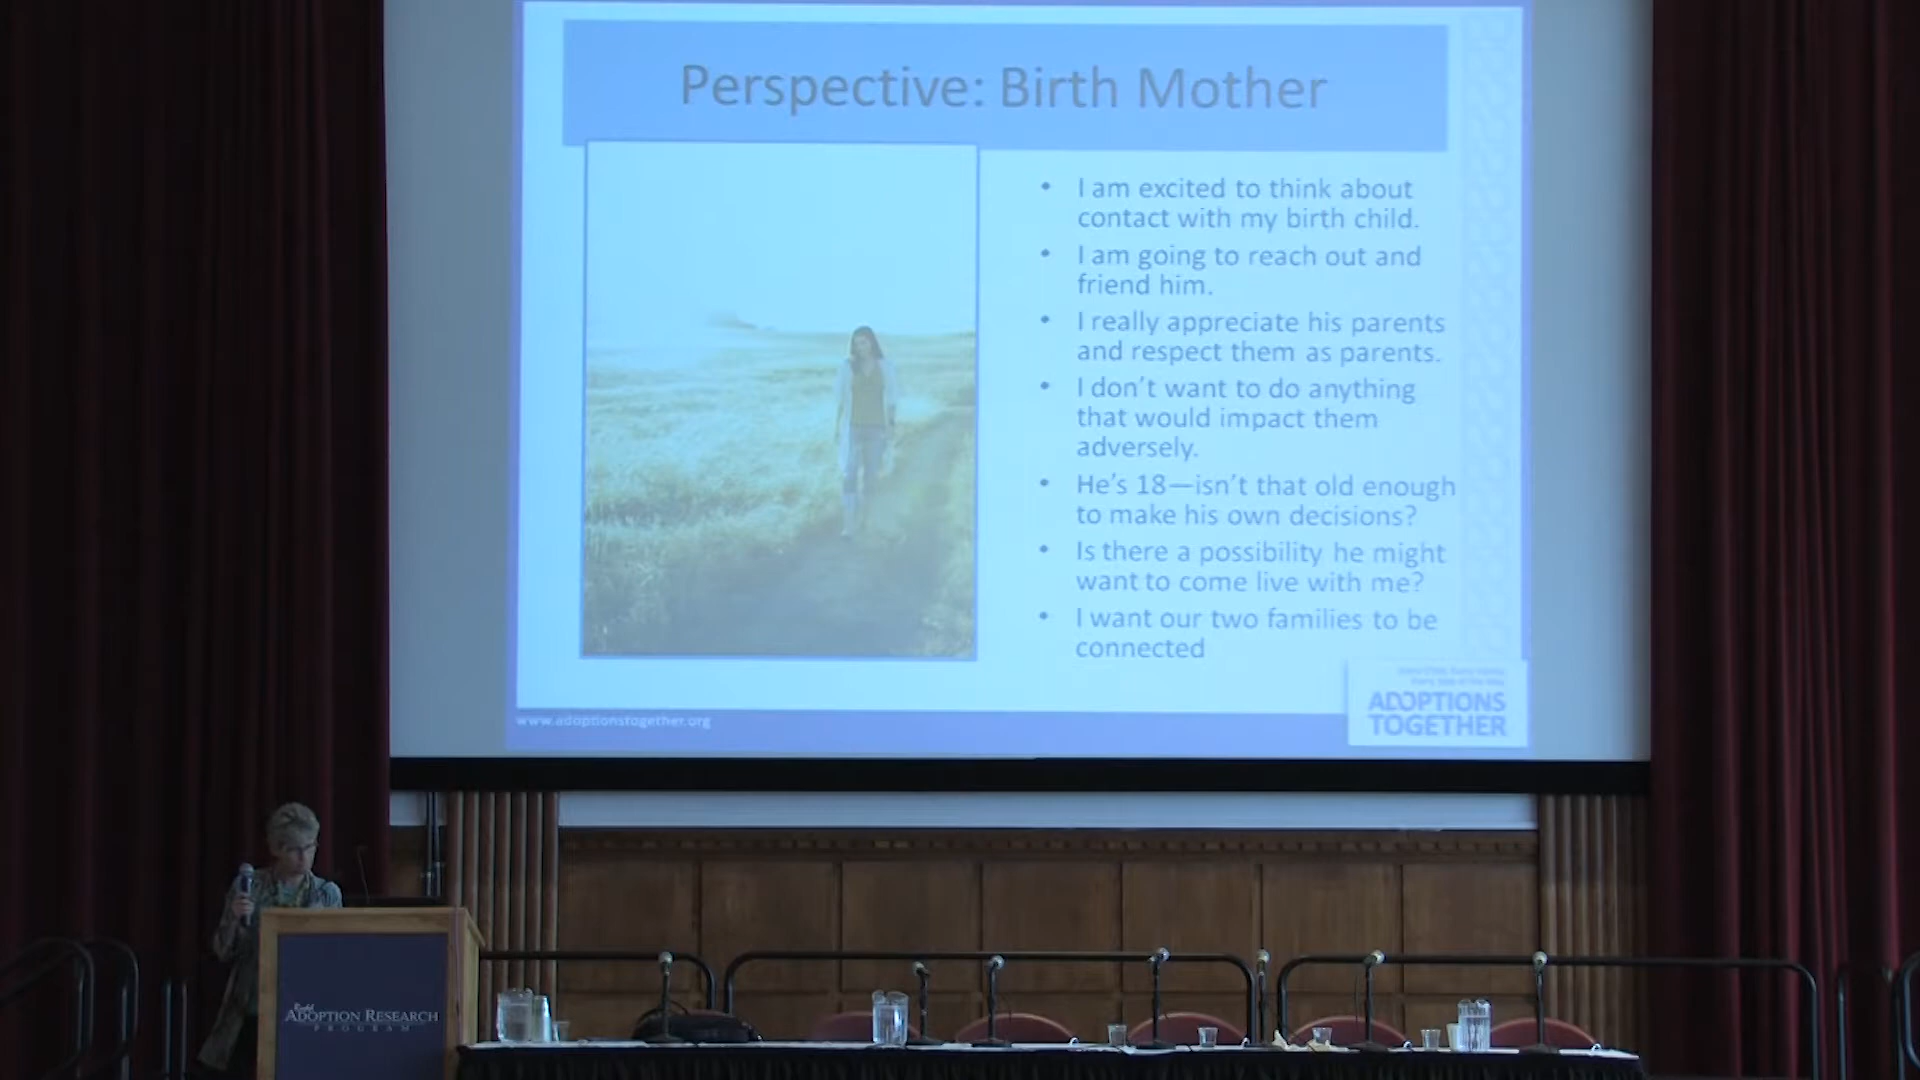 Perspective: Birth Mother
• I am excited to think about
contact with my birth child.
• I am going to reach out and
friend him.
• I really appreciate his parents
and respect them as parents.
• I don't want to do anything
that would impact them
adversely.
• He's 18—isn't that old enough
to make his own decisions?
• Is there a possibility he might
want to come live with me?
• I want our two families to be
connected
www.adoptionstogether.org
ADOPTIONS
TOGETHER
Rudd
ADOPTION RESEARCH
PROGRAM